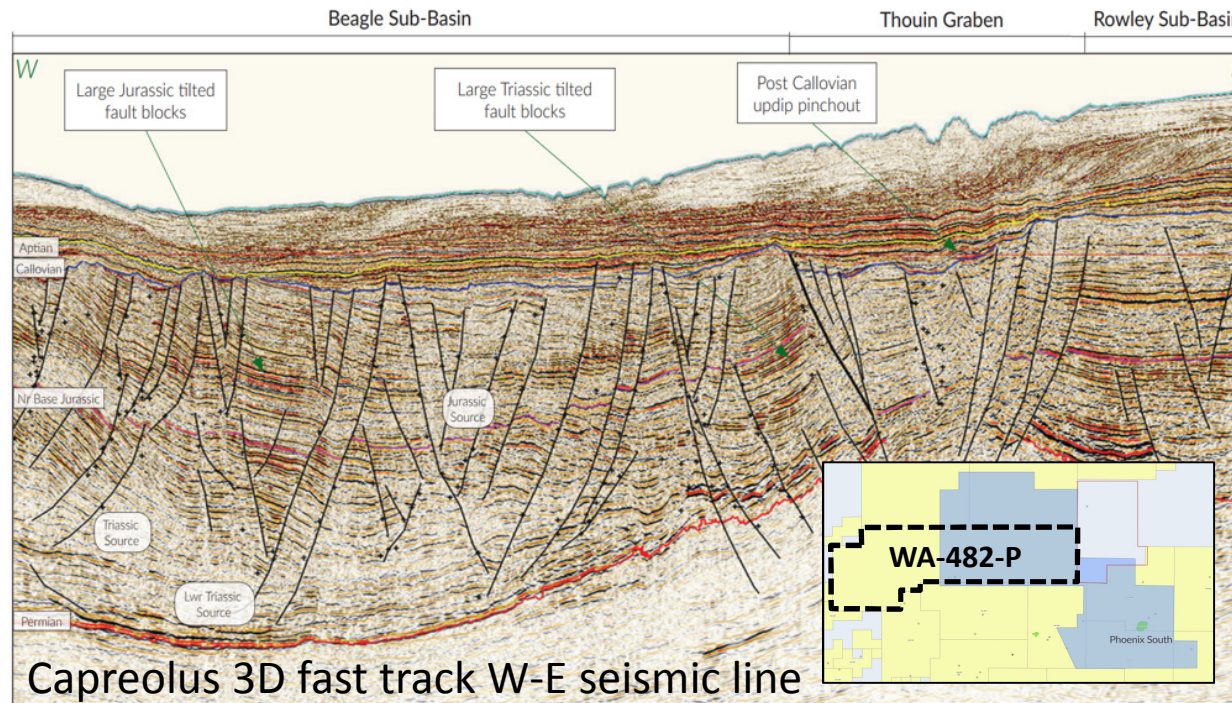 Beagle Sub-Basin
Thouin Graben
Rowley Sub-Basi
W
Large Jurassic tilted
fault blocks
Large Triassic tilted
fault blocks
Post Callovian
updip pinchout
Aptian
Callovian
Nr Base Jurassic
Jurassic
Source
Triassic
Source
Lwr Triassic
Source
Permian
WA-482-P
Phoenix South
Capreolus 3D fast track W-E seismic line